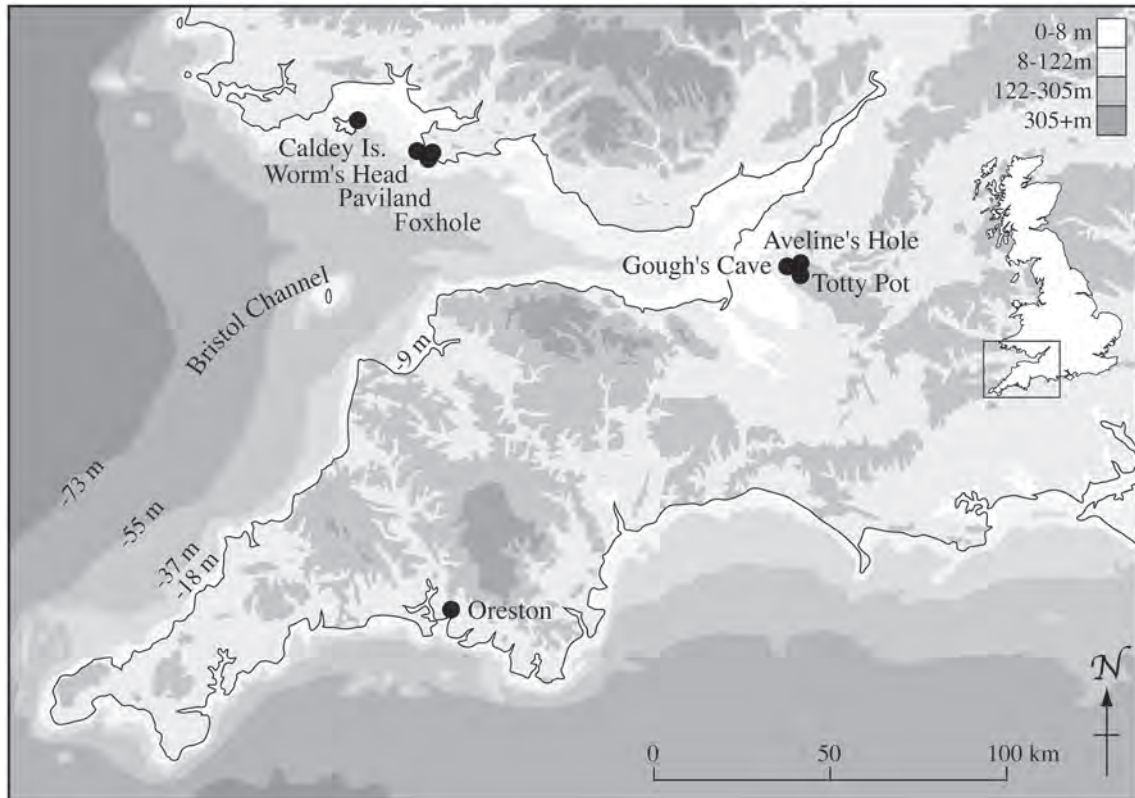 0-8 m
8-122m
122-305m
305+m
Caldey Is.
Worm's Head
Paviland
Foxhole
Aveline's Hole
Gough's Cave
Totty Pot
Bristol Channel
-9 m
-73 m
-55 m
-37 m
-18 m
Oreston
N
0 50 100 km